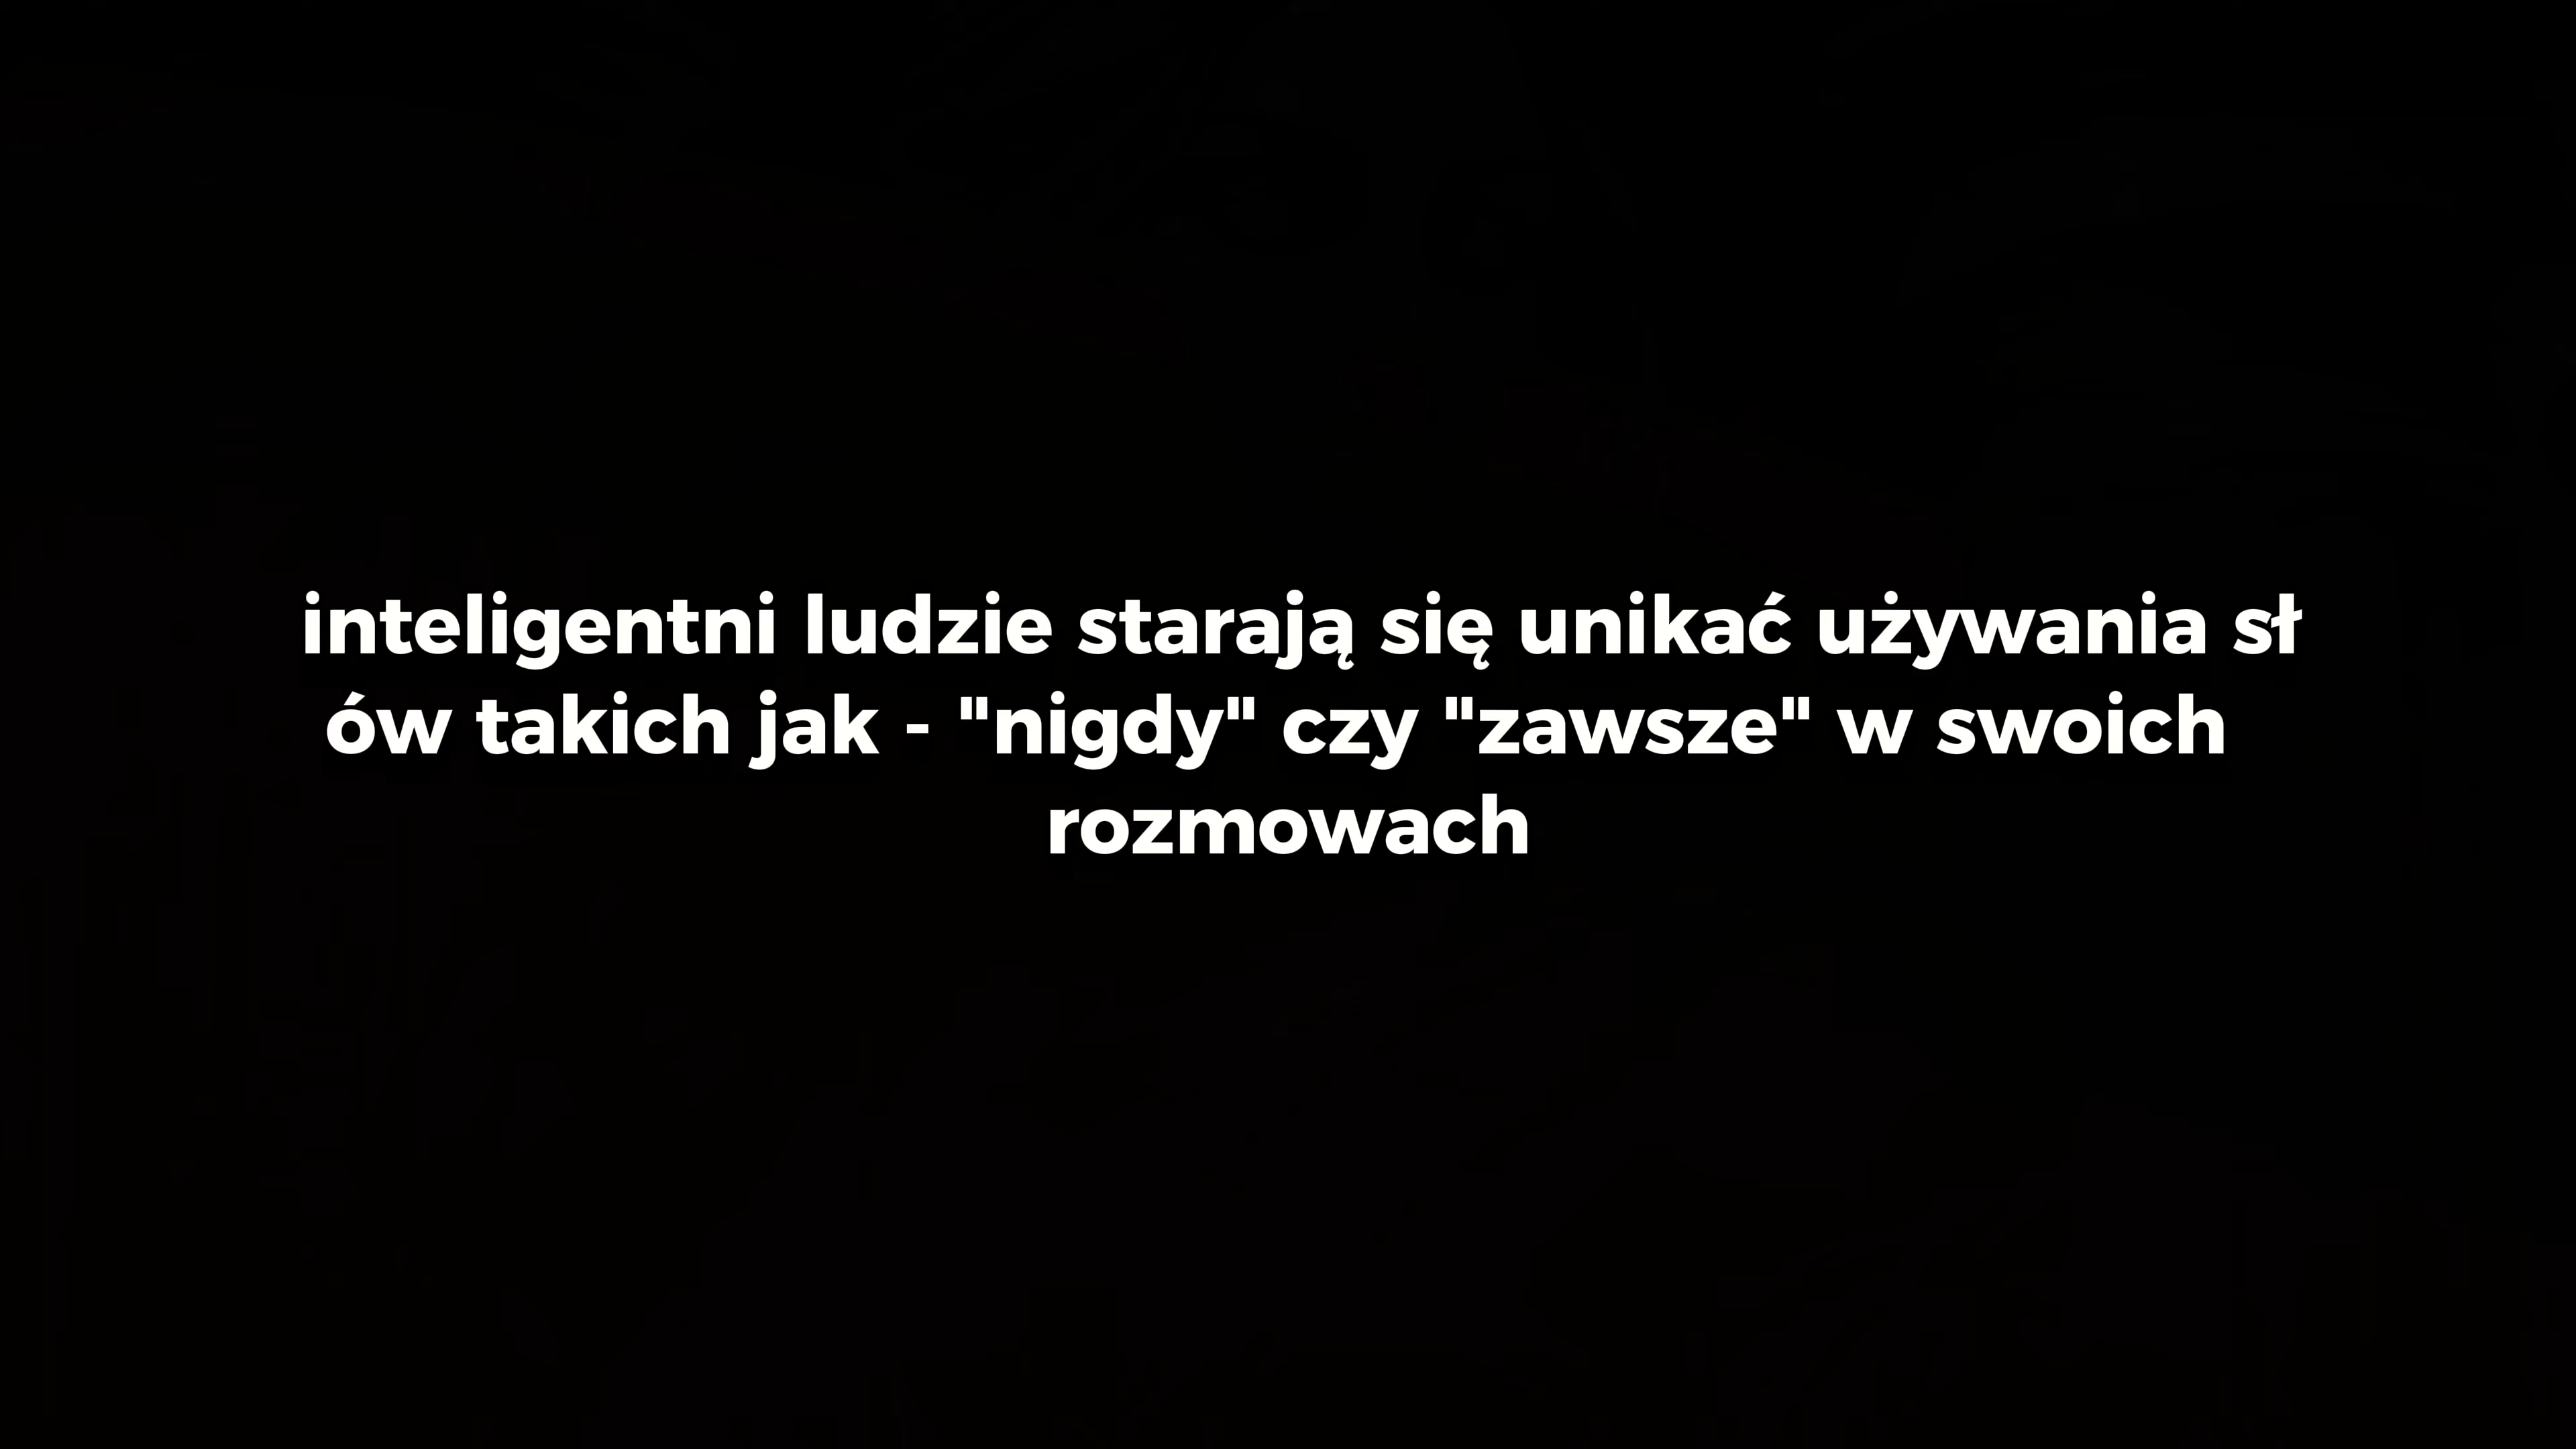 inteligentni ludzie starają się unikać używania sł
ów takich jak - "nigdy" czy "zawsze" w swoich
rozmowach